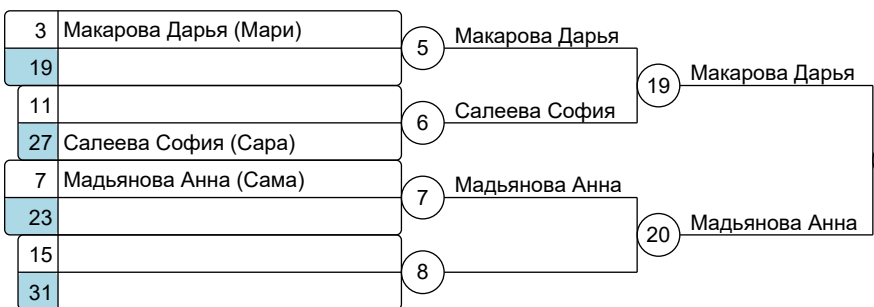 3 Макарова Дарья (Мари)
5 Макарова Дарья
19
19 Макарова Дарья
11
6 Салеева София
27 Салеева София (Сара)
7 Мадьянова Анна (Сама)
7 Мадьянова Анна
23
20 Мадьянова Анна
15
8
31